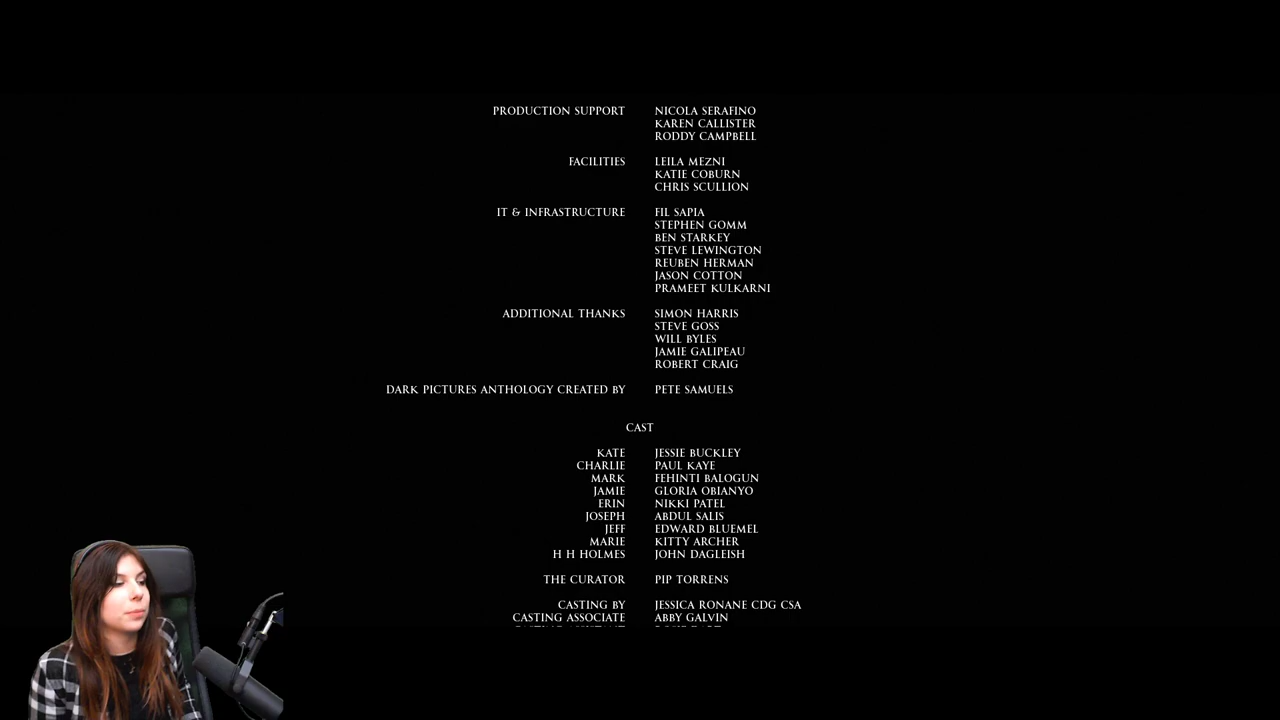 PRODUCTION SUPPORT NICOLA SERAFINO
KAREN CALLISTER
RODDY CAMPBELL
FACILITIES LEILA MEZNI
KATIE COBURN
CHRIS SCULLION
IT & INFRASTRUCTURE FIL SAPIA
STEPHEN GOMM
BEN STARKEY
STEVE LEWINGTON
REUBEN HERMAN
JASON COTTON
PRAMEET KULKARNI
ADDITIONAL THANKS SIMON HARRIS
STEVE GOSS
WILL BYLES
JAMIE GALIPEAU
ROBERT CRAIG
DARK PICTURES ANTHOLOGY CREATED BY PETE SAMUELS
CAST
KATE JESSIE BUCKLEY
CHARLIE PAUL KAYE
MARK FEHINTI BALOGUN
JAMIE GLORIA OBIANYO
ERIN NIKKI PATEL
JOSEPH ABDUL SALIS
JEFF EDWARD BLUEMEL
MARIE KITTY ARCHER
H H HOLMES JOHN DAGLEISH
THE CURATOR PIP TORRENS
CASTING BY JESSICA RONANE CDG CSA
CASTING ASSOCIATE ABBY GALVIN